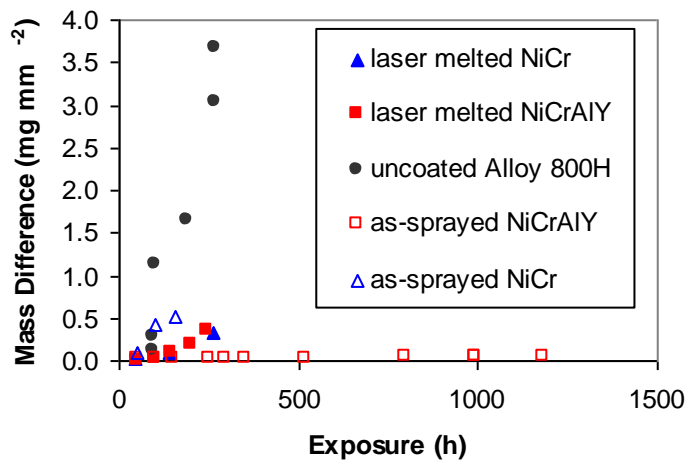 Mass Difference (mg mm -2)
4.0
3.5
3.0
2.5
2.0
1.5
1.0
0.5
0.0
laser melted NiCr
laser melted NiCrAlY
uncoated Alloy 800H
as-sprayed NiCrAlY
as-sprayed NiCr
0 500 1000 1500
Exposure (h)